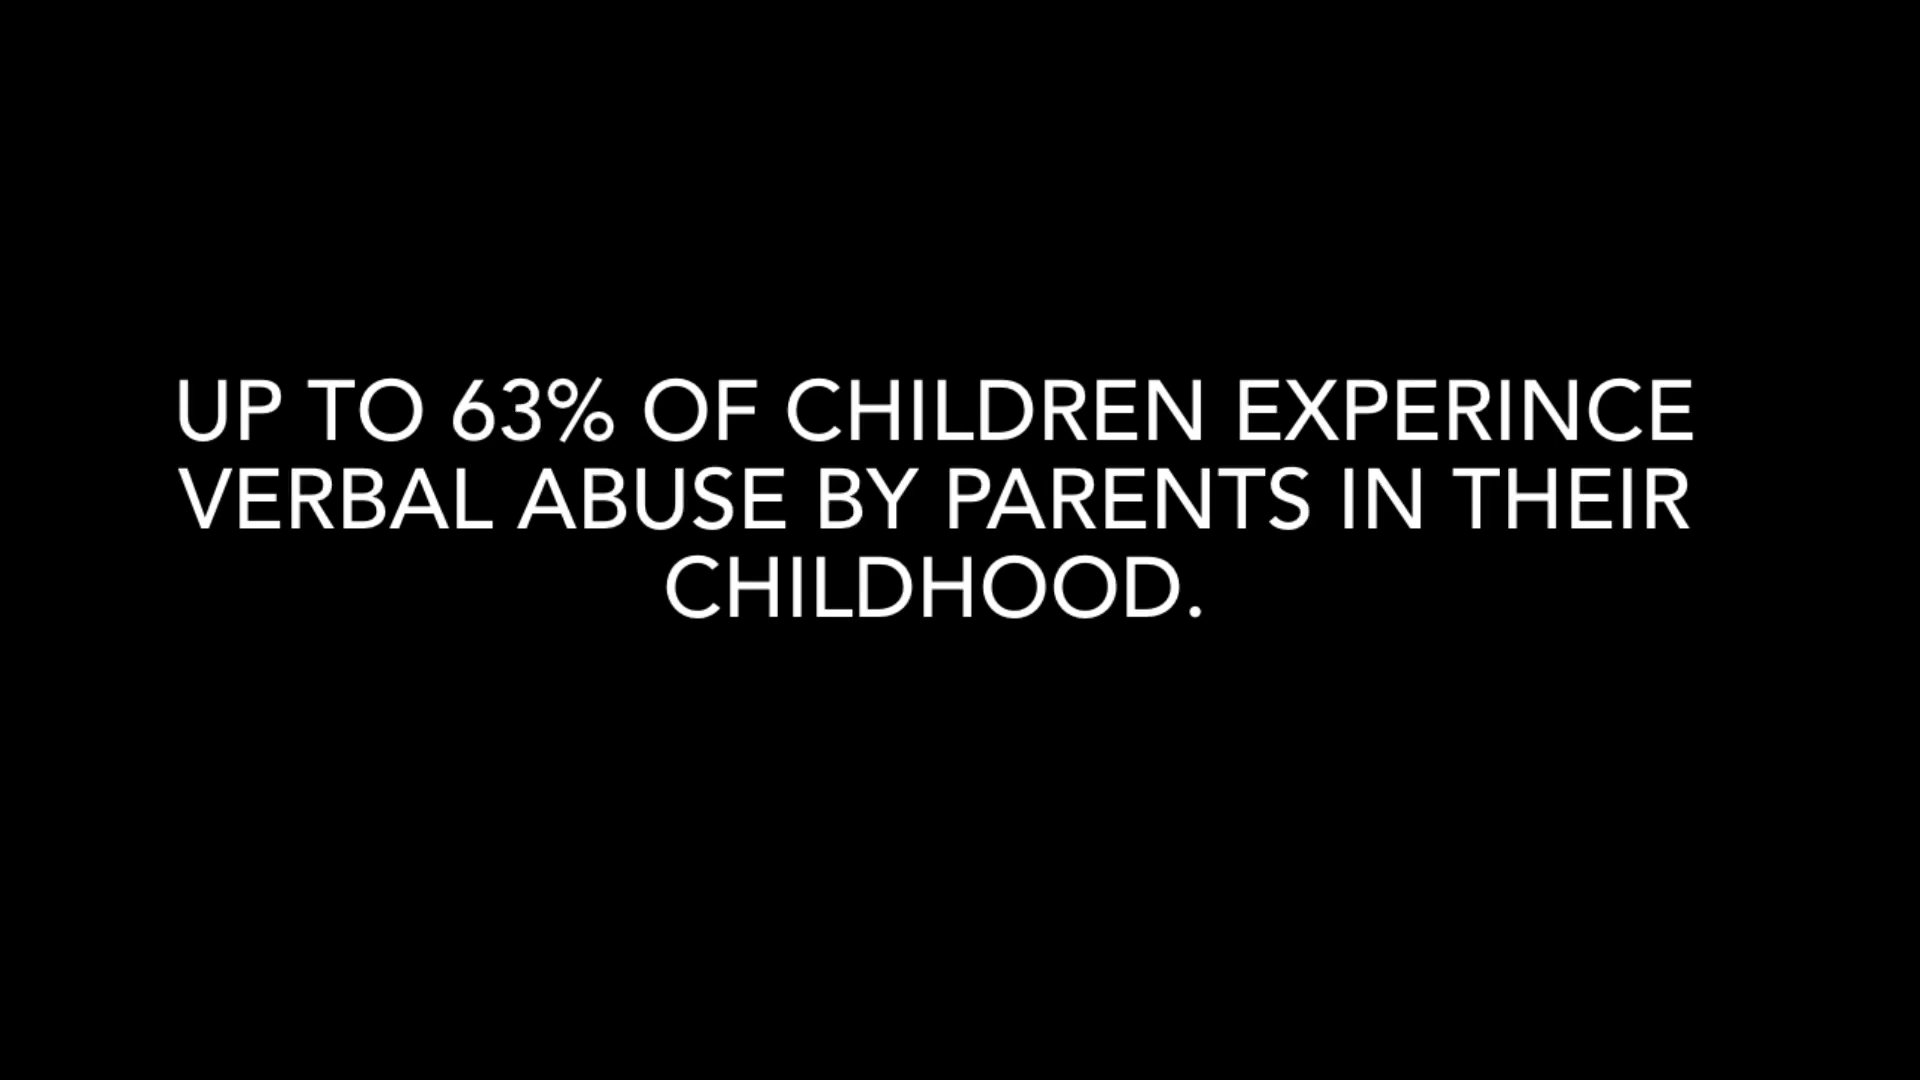 UP TO 63% OF CHILDREN EXPERINCE
VERBAL ABUSE BY PARENTS IN THEIR
CHILDHOOD.